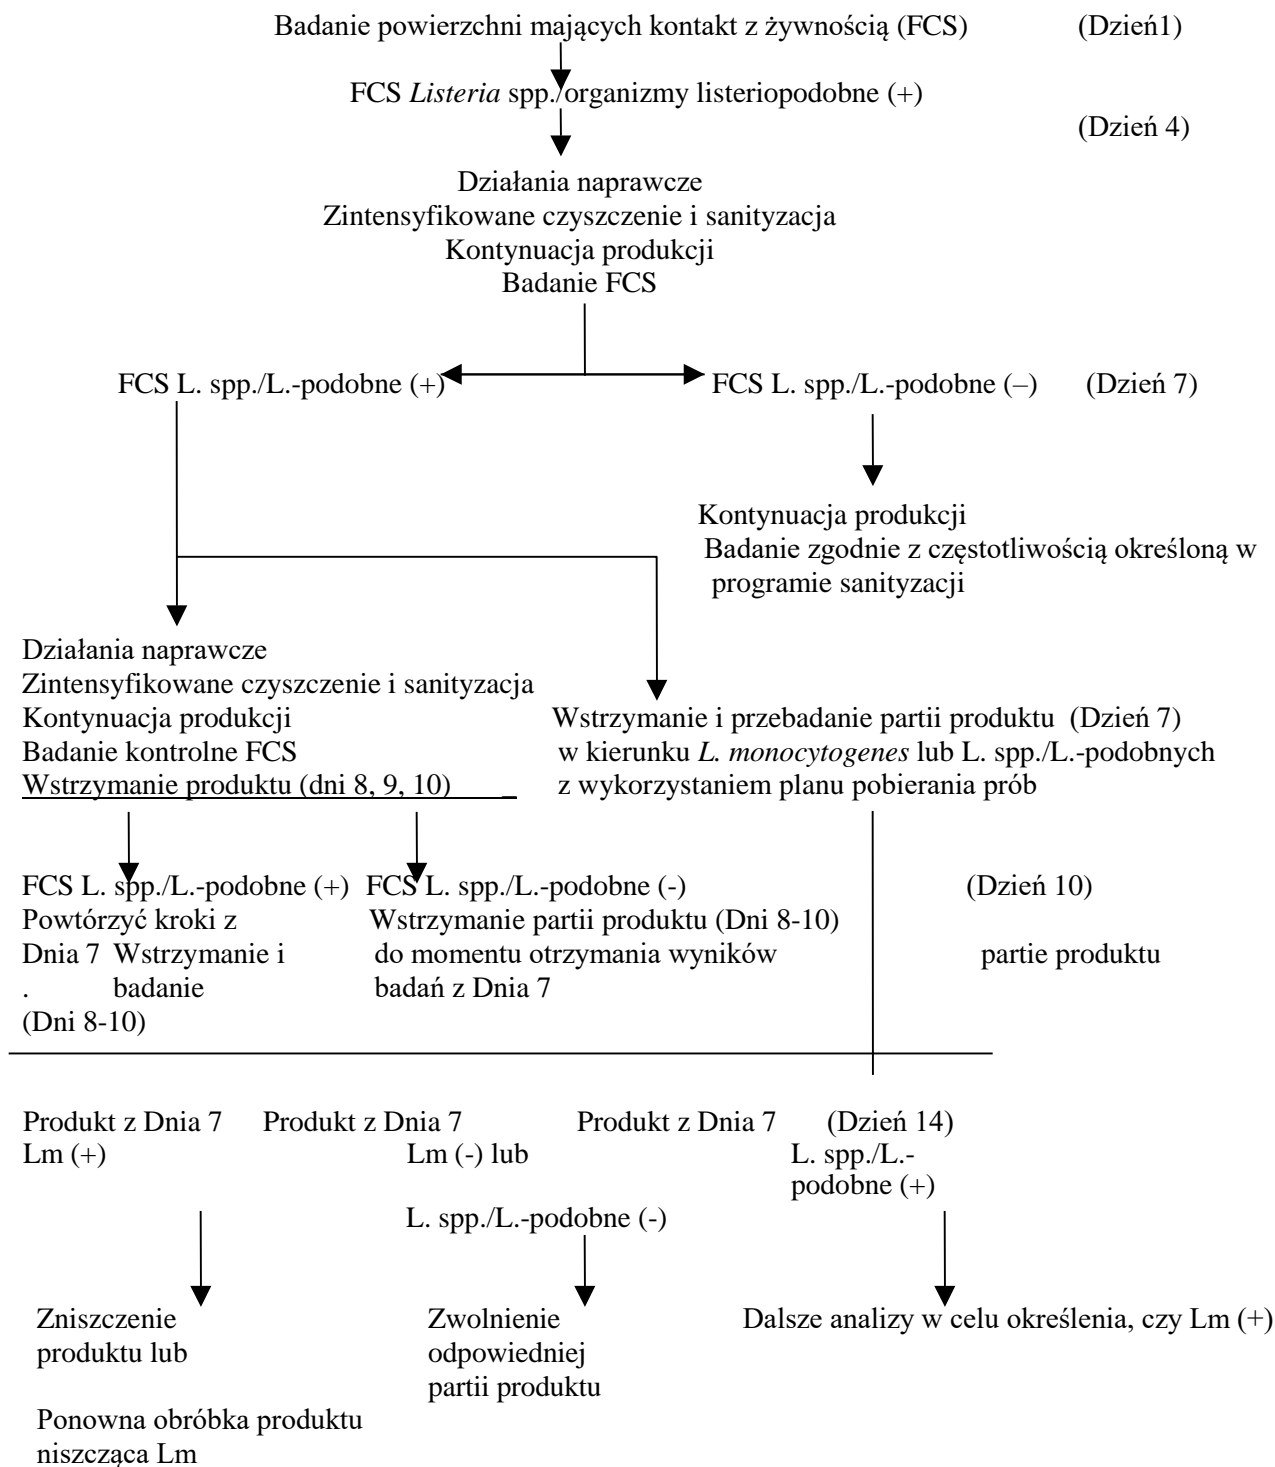 Badanie powierzchni mających kontakt z żywnością (FCS) (Dzień1)
FCS Listeria spp./organizmy listeriopodobne (+)
(Dzień 4)
Działania naprawcze
Zintensyfikowane czyszczenie i sanityzacja
Kontynuacja produkcji
Badanie FCS
FCS L. spp./L.-podobne (+) FCS L. spp./L.-podobne (–) (Dzień 7)
Kontynuacja produkcji
Badanie zgodnie z częstotliwością określoną w
programie sanityzacji
Działania naprawcze
Zintensyfikowane czyszczenie i sanityzacja
Kontynuacja produkcji
Badanie kontrolne FCS
Wstrzymanie produktu (dni 8, 9, 10) _
Wstrzymanie i przebadanie partii produktu (Dzień 7)
w kierunku L. monocytogenes lub L. spp./L.-podobnych
z wykorzystaniem planu pobierania prób
FCS L. spp./L.-podobne (+)
Powtórzyć kroki z
Dnia 7 Wstrzymanie i
. badanie
(Dni 8-10)
FCS L. spp./L.-podobne (-)
Wstrzymanie partii produktu (Dni 8-10)
do momentu otrzymania wyników
badań z Dnia 7
(Dzień 10)
partie produktu
Produkt z Dnia 7 Produkt z Dnia 7 Produkt z Dnia 7 (Dzień 14)
Lm (+) Lm (-) lub L. spp./L.-
podobne (+)
L. spp./L.-podobne (-)
Zniszczenie
produktu lub
Ponowna obróbka produktu
niszcząca Lm
Zwolnienie
odpowiedniej
partii produktu
Dalsze analizy w celu określenia, czy Lm (+)